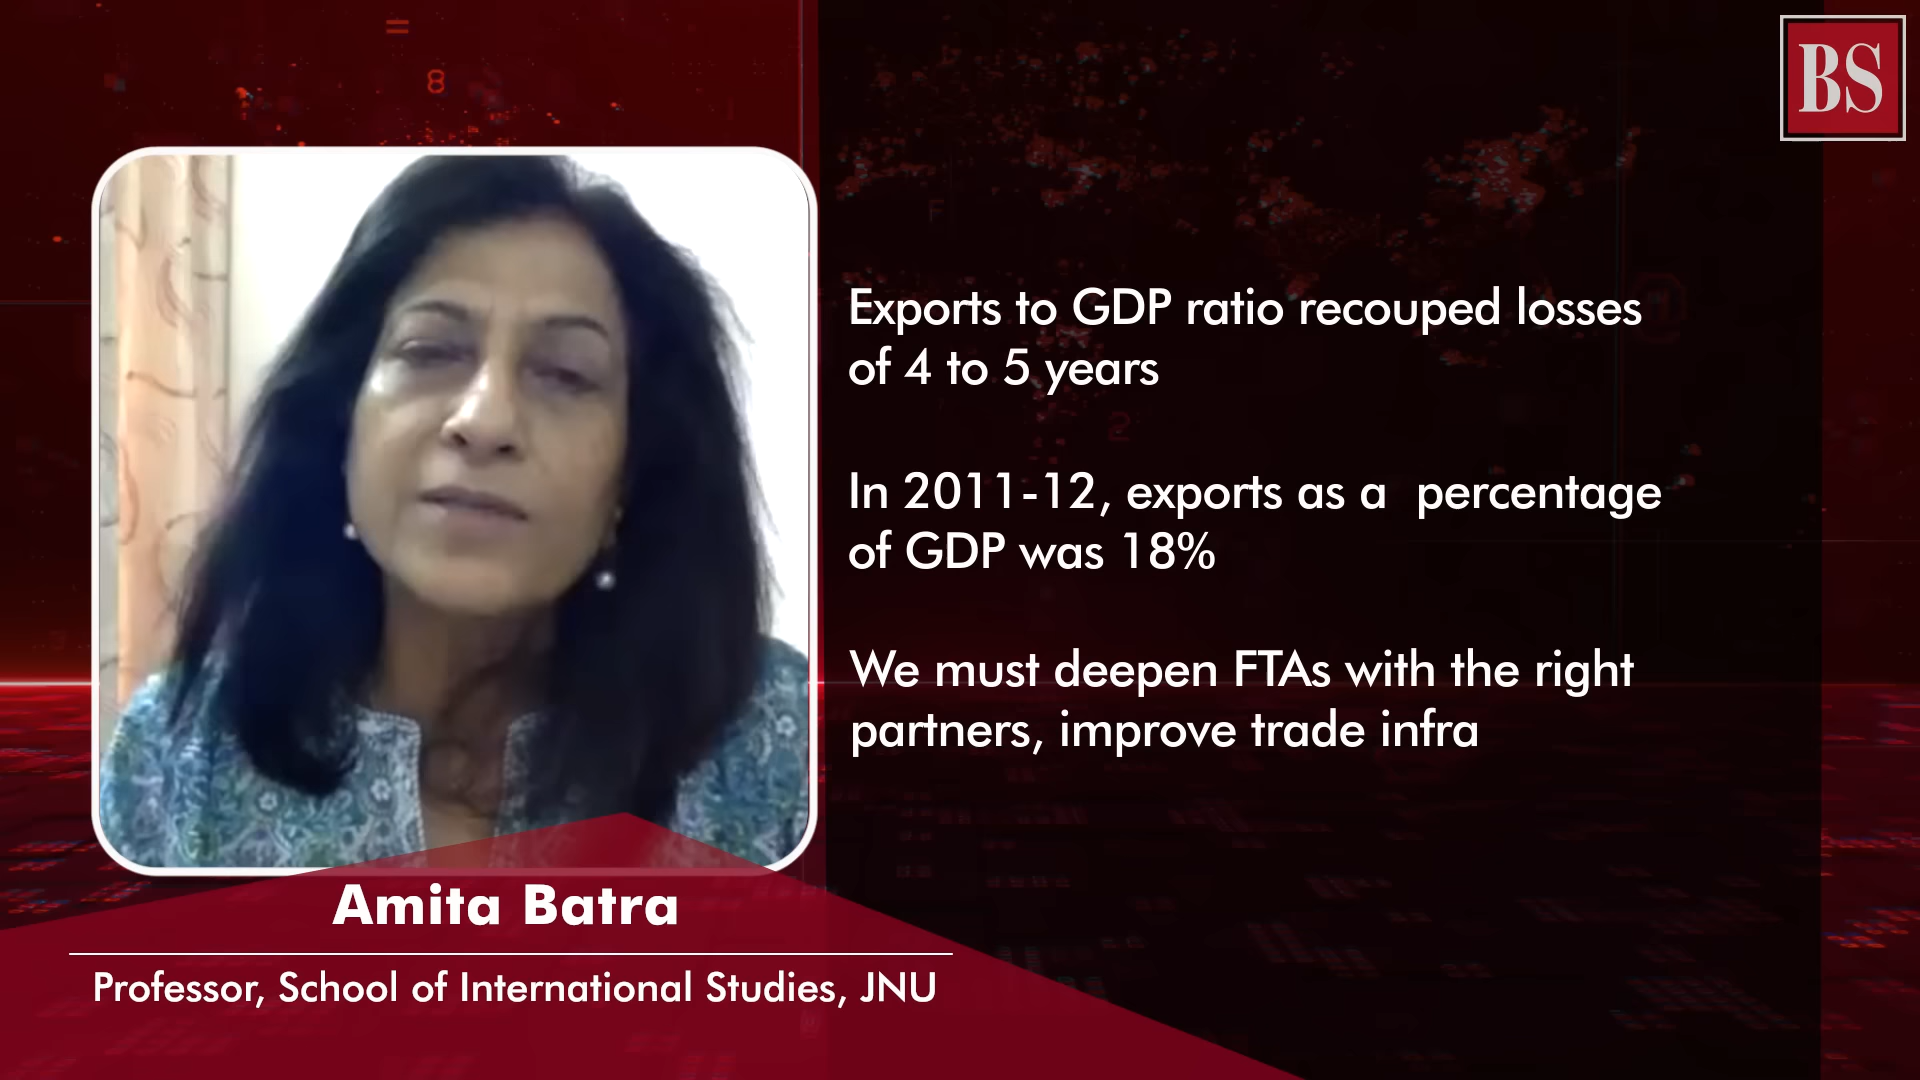 BS
Exports to GDP ratio recouped losses
of 4 to 5 years
In 2011-12, exports as a percentage
of GDP was 18%
We must deepen FTAs with the right
partners, improve trade infra
Amita Batra
Professor, School of International Studies, JNU